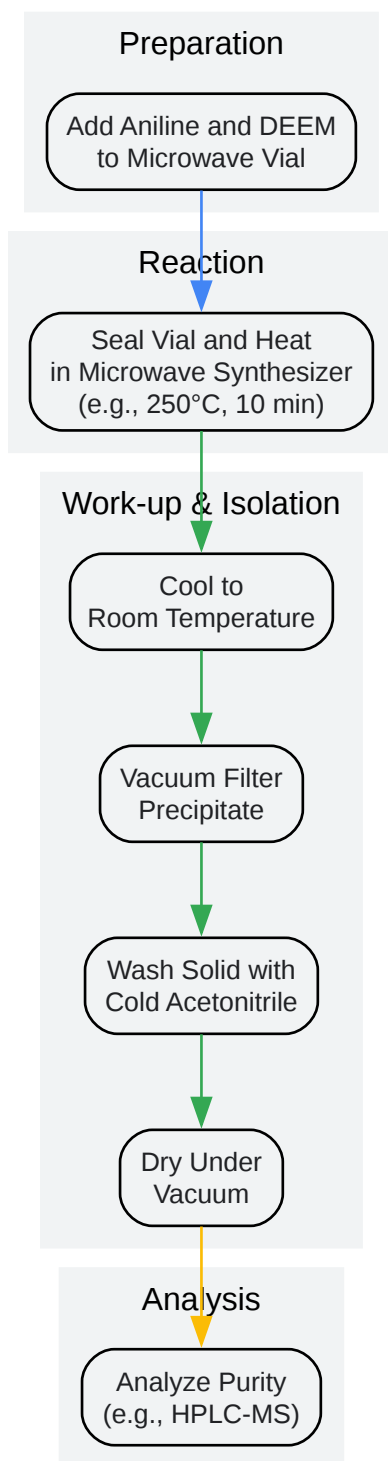 Preparation
Add Aniline and DEEM
to Microwave Vial
Reaction
Seal Vial and Heat
in Microwave Synthesizer
(e.g., 250°C, 10 min)
Work-up & Isolation
Cool to
Room Temperature
Vacuum Filter
Precipitate
Wash Solid with
Cold Acetonitrile
Dry Under
Vacuum
Analysis
Analyze Purity
(e.g., HPLC-MS)